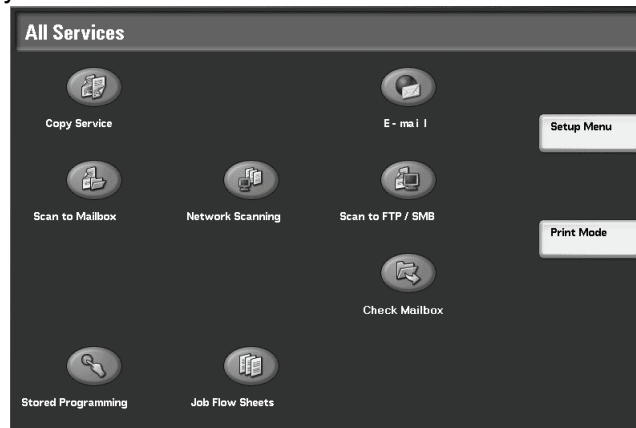 All Services
Copy Service
E-mail
Setup Menu
Scan to Mailbox
Network Scanning
Scan to FTP / SMB
Print Mode
Check Mailbox
Stored Programming
Job Flow Sheets